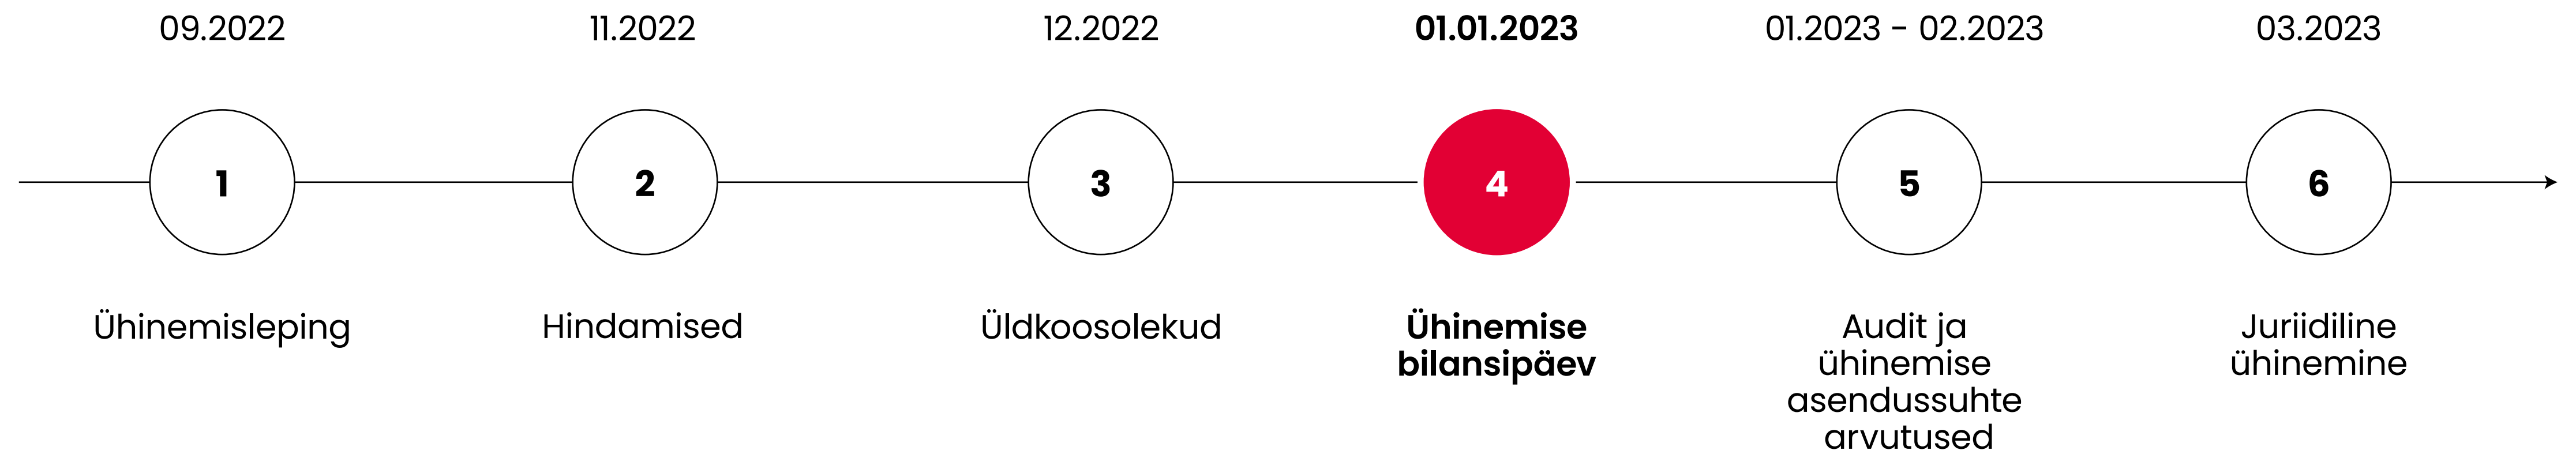 09.2022
11.2022
12.2022
01.01.2023
01.2023 - 02.2023
03.2023
1
2
3
4
5
6
Ühinemisleping
Hindamised
Üldkoosolekud
Ühinemise
bilansipäev
Audit ja
ühinemise
asendussuhte
arvutused
Juriidiline
ühinemine